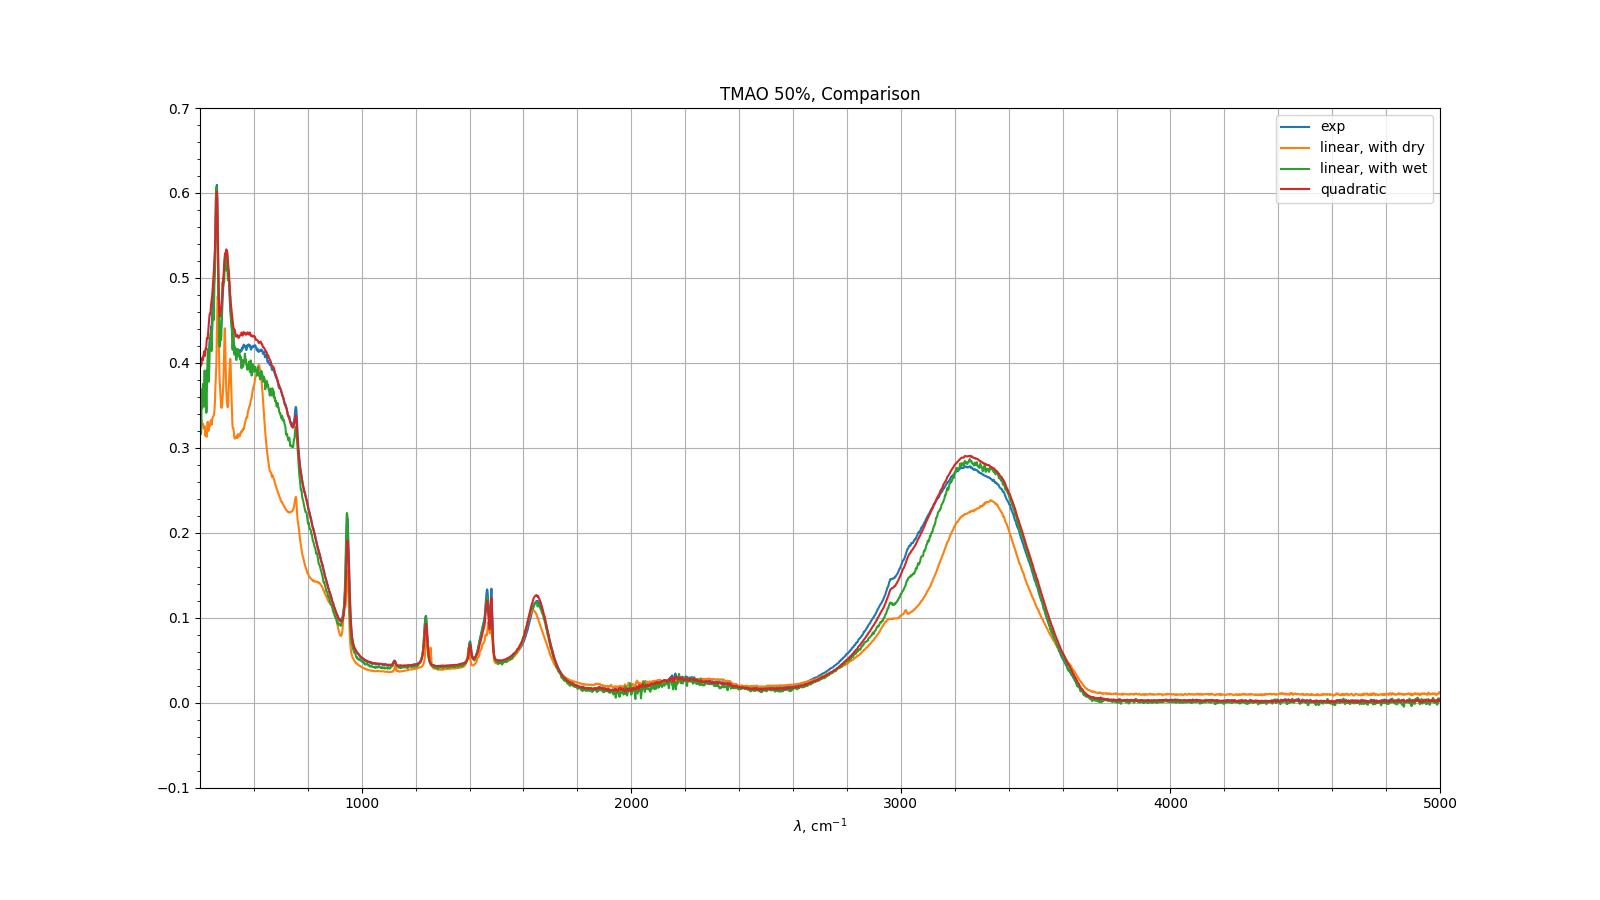 TMAO 50%, Comparison
0.7
0.6
0.5
0.4
0.3
0.2
0.1
0.0
−0.1
exp
linear, with dry
linear, with wet
quadratic
1000 2000 3000 4000 5000
λ, cm⁻¹